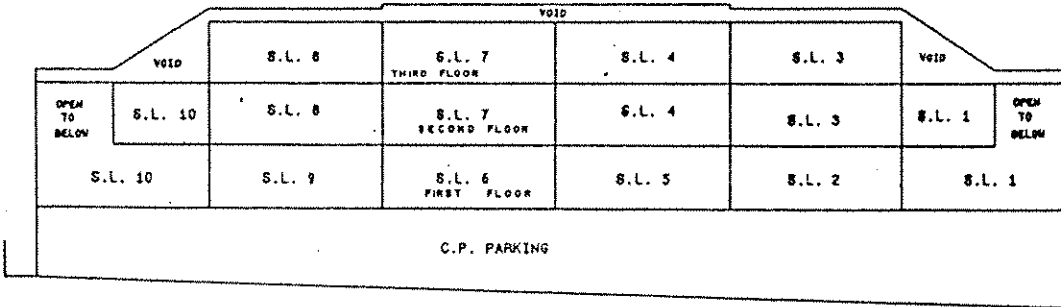 VOID
VOID
S.L. 8
S.L. 7
THIRD FLOOR
S.L. 4
S.L. 3
VOID
OPEN
TO
BELOW
S.L. 10
S.L. 8
S.L. 7
SECOND FLOOR
S.L. 4
S.L. 3
S.L. 1
OPEN
TO
BELOW
S.L. 10
S.L. 9
S.L. 6
FIRST FLOOR
S.L. 5
S.L. 2
S.L. 1
C.P. PARKING